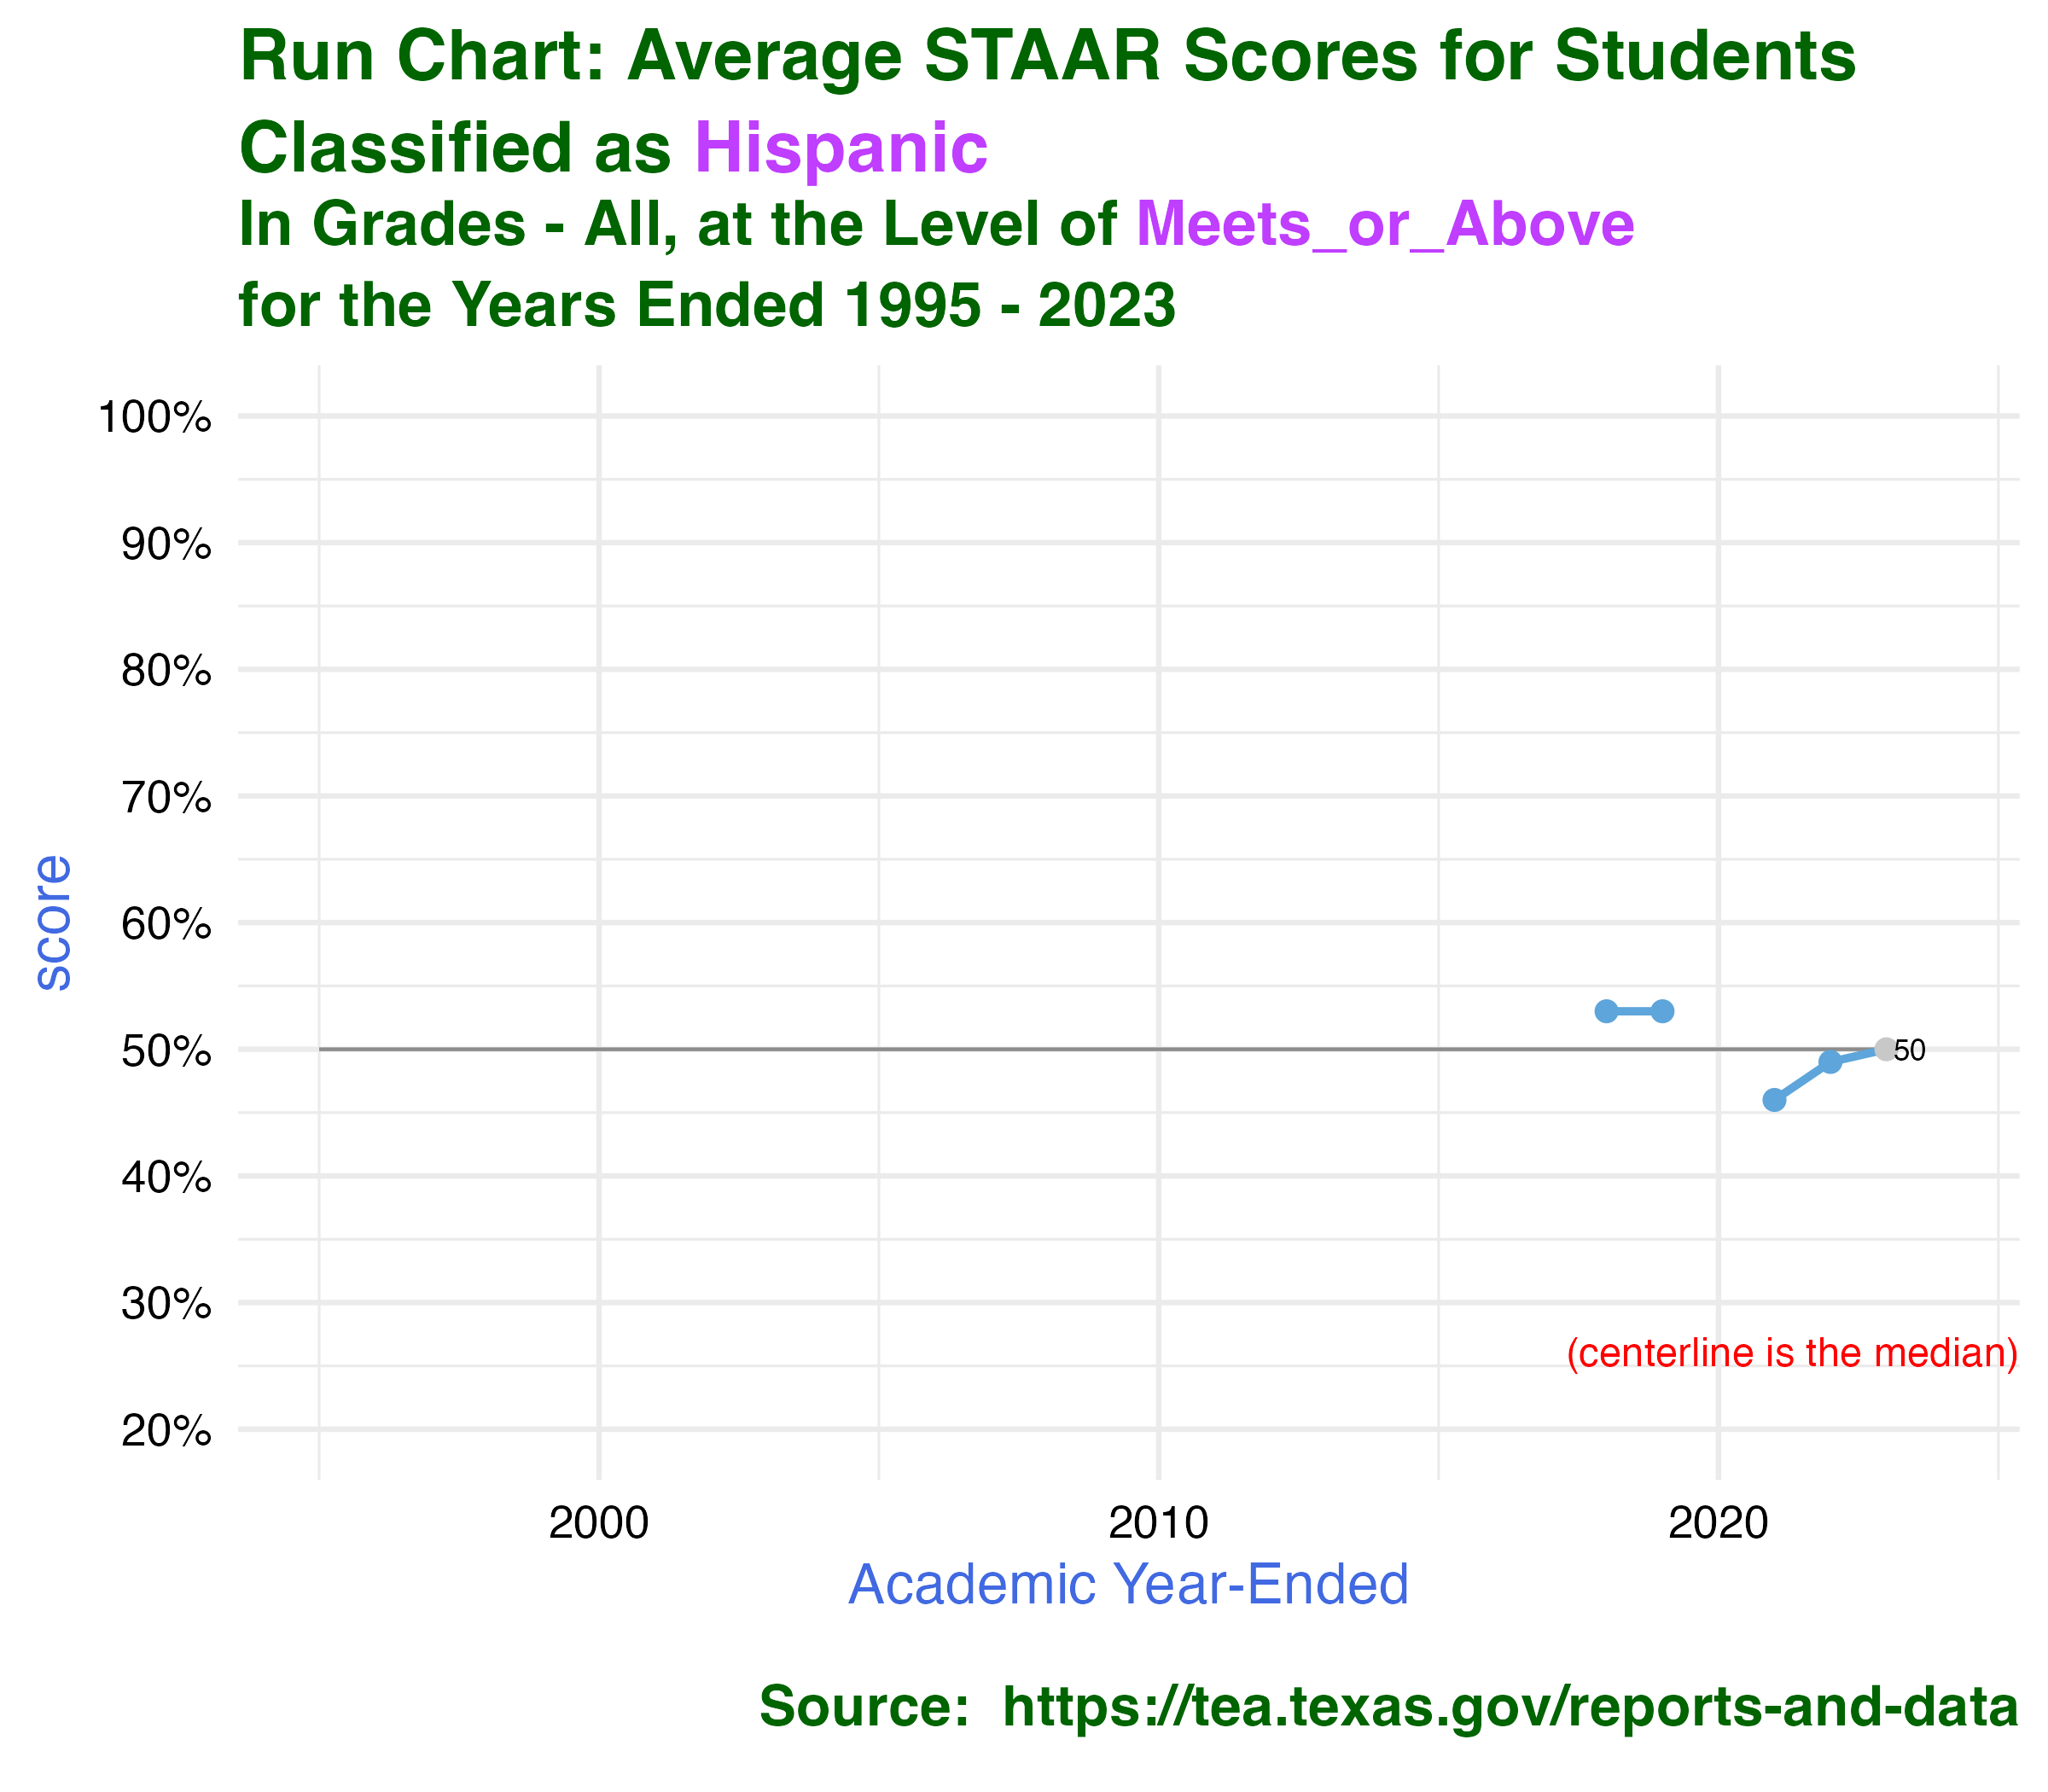 Run Chart: Average STAAR Scores for Students
Classified as Hispanic
In Grades - All, at the Level of Meets_or_Above
for the Years Ended 1995 - 2023
100%
90%
80%
70%
60%
50%
40%
30%
20%
score
50
(centerline is the median)
2000 2010 2020
Academic Year-Ended
Source:  https://tea.texas.gov/reports-and-data